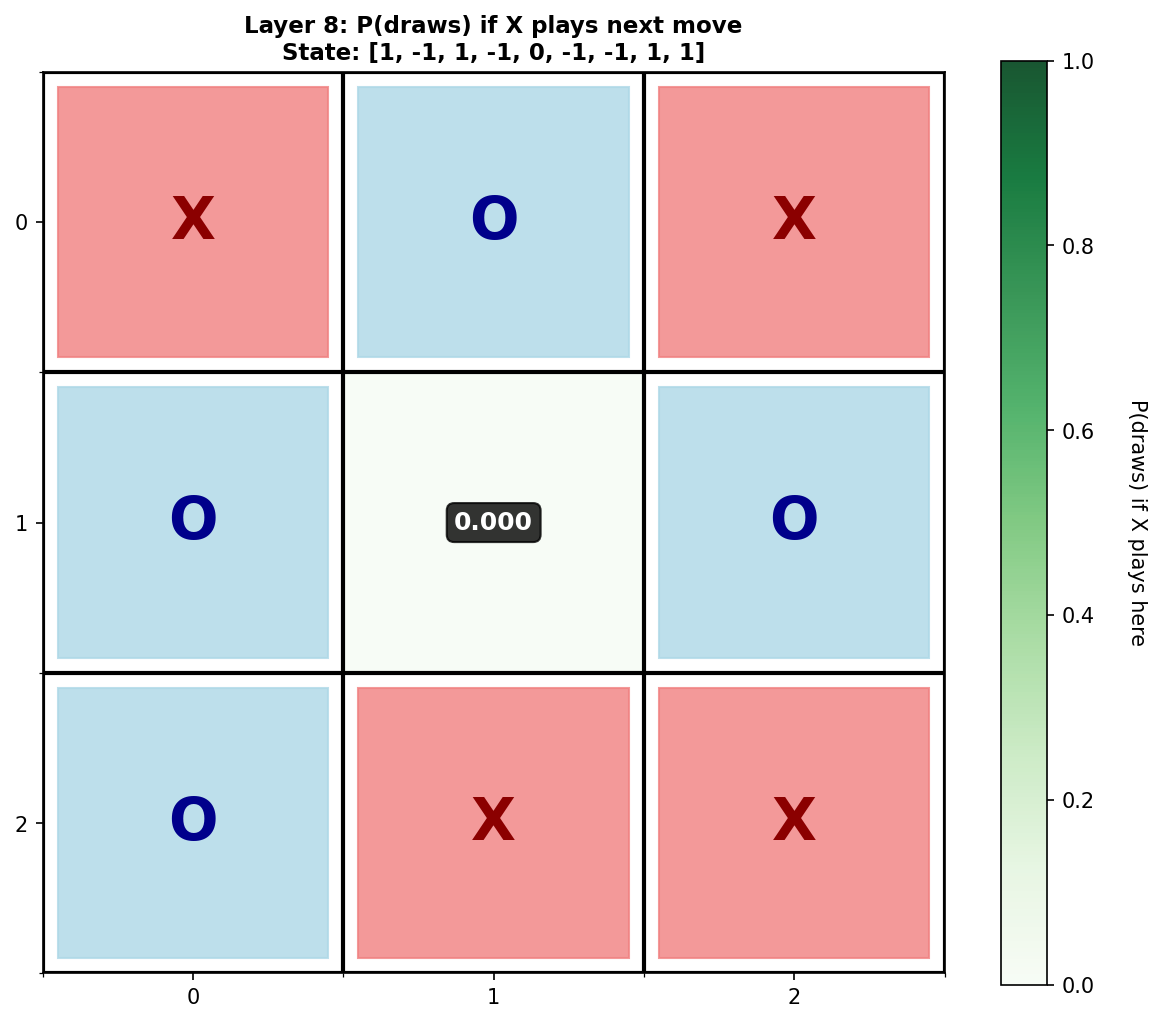 Layer 8: P(draws) if X plays next move
State: [1, -1, 1, -1, 0, -1, -1, 1, 1]
X O X
0
O 0.000 O
1
O X X
2
0 1 2
1.0
0.8
0.6
0.4
0.2
0.0
P(draws) if X plays here